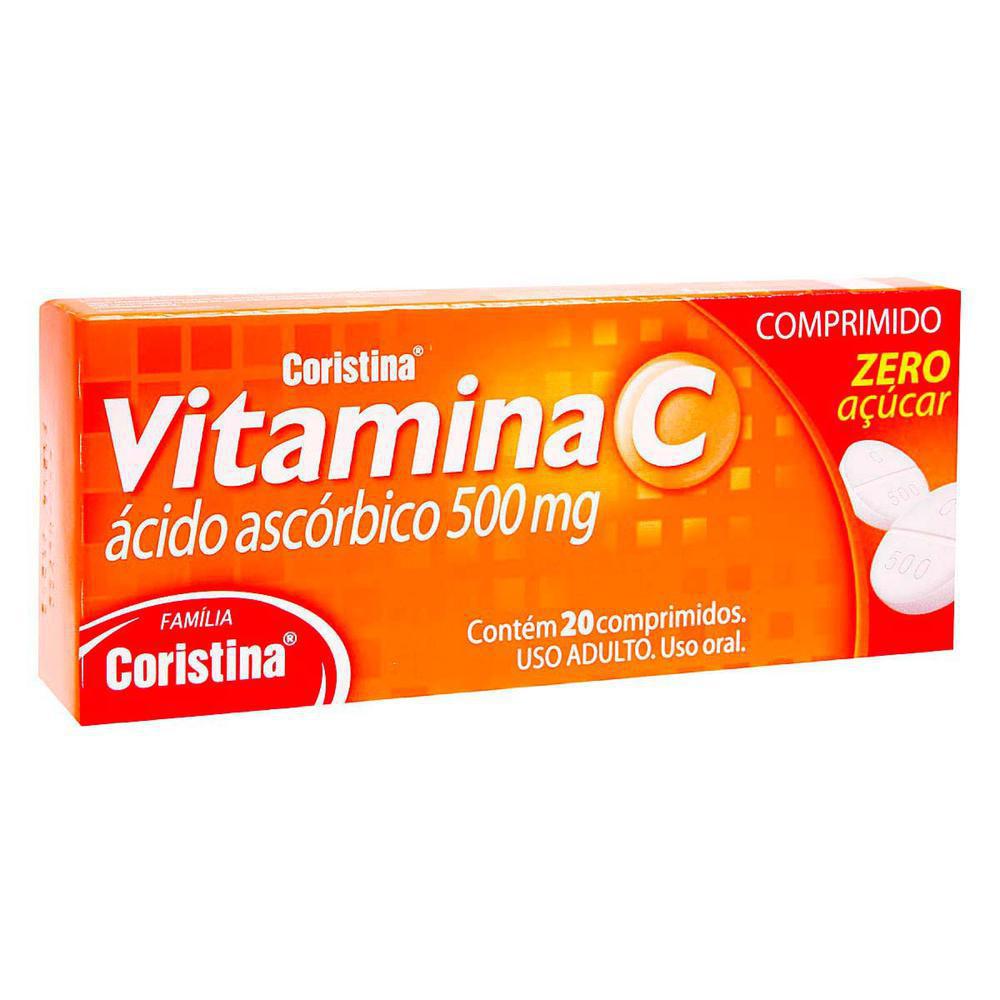 Coristina®
Vitamina C
ácido ascórbico 500 mg
COMPRIMIDO
ZERO
açúcar
C
500
C
500
Contém 20 comprimidos.
USO ADULTO. Uso oral.
FAMÍLIA
Coristina®